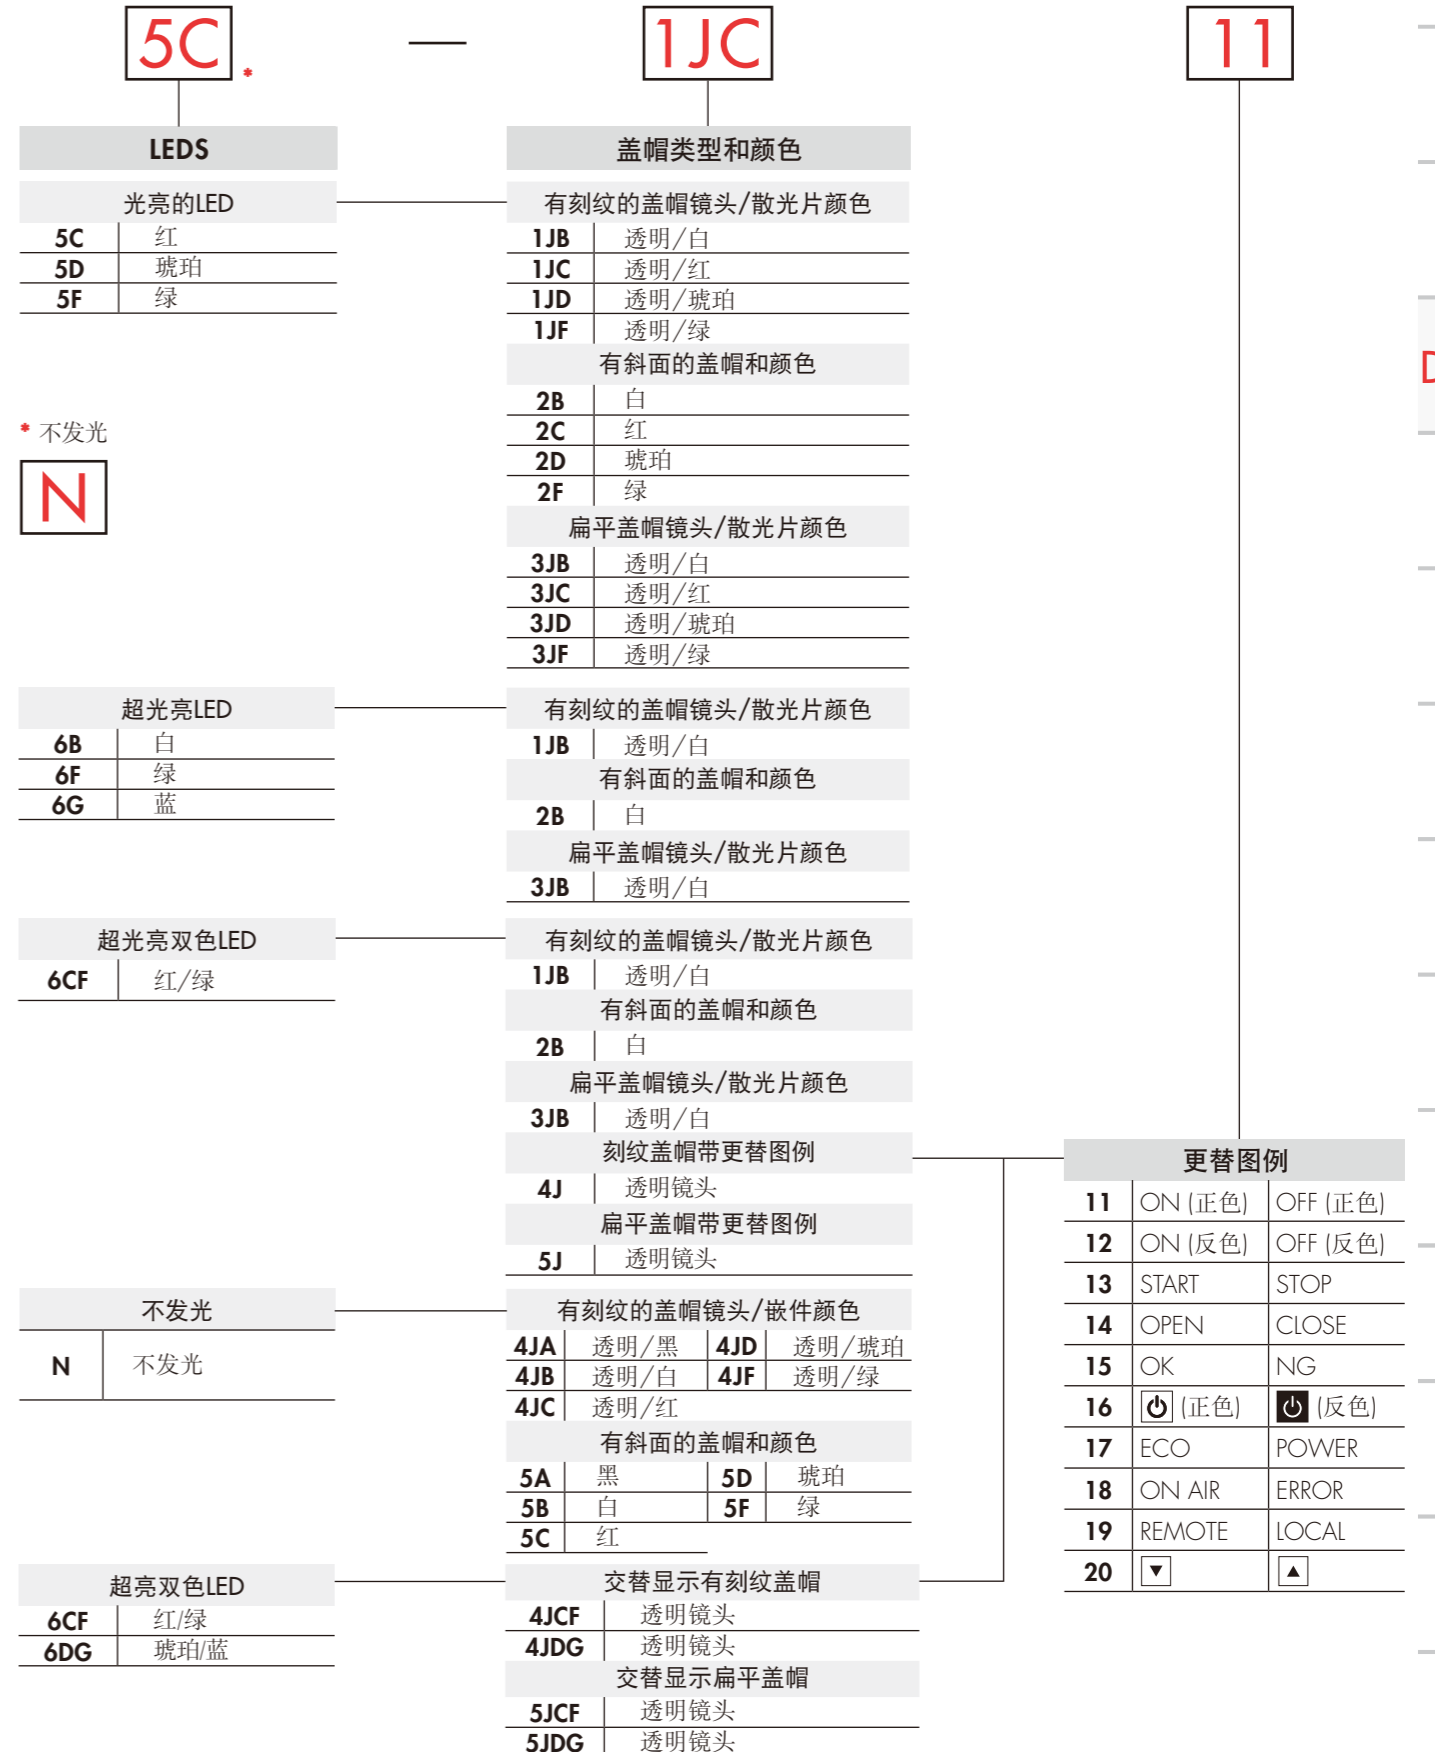 5C * — 1JC 11
LEDS
光亮的LED
5C 红
5D 琥珀
5F 绿
* 不发光
N
超光亮LED
6B 白
6F 绿
6G 蓝
超光亮双色LED
6CF 红/绿
不发光
N 不发光
超亮双色LED
6CF 红/绿
6DG 琥珀/蓝
盖帽类型和颜色
有刻纹的盖帽镜头/散光片颜色
1JB 透明/白
1JC 透明/红
1JD 透明/琥珀
1JF 透明/绿
有斜面的盖帽和颜色
2B 白
2C 红
2D 琥珀
2F 绿
扁平盖帽镜头/散光片颜色
3JB 透明/白
3JC 透明/红
3JD 透明/琥珀
3JF 透明/绿
有刻纹的盖帽镜头/散光片颜色
1JB 透明/白
有斜面的盖帽和颜色
2B 白
扁平盖帽镜头/散光片颜色
3JB 透明/白
有刻纹的盖帽镜头/散光片颜色
1JB 透明/白
有斜面的盖帽和颜色
2B 白
扁平盖帽镜头/散光片颜色
3JB 透明/白
刻纹盖帽带更替图例
4J 透明镜头
扁平盖帽带更替图例
5J 透明镜头
有刻纹的盖帽镜头/嵌件颜色
4JA 透明/黑 4JD 透明/琥珀
4JB 透明/白 4JF 透明/绿
4JC 透明/红
有斜面的盖帽和颜色
5A 黑 5D 琥珀
5B 白 5F 绿
5C 红
交替显示有刻纹盖帽
4JCF 透明镜头
4JDG 透明镜头
交替显示扁平盖帽
5JCF 透明镜头
5JDG 透明镜头
更替图例
11 ON (正色) OFF (正色)
12 ON (反色) OFF (反色)
13 START STOP
14 OPEN CLOSE
15 OK NG
16 ⏻ (正色) ⏻ (反色)
17 ECO POWER
18 ON AIR ERROR
19 REMOTE LOCAL
20 ▼ ▲